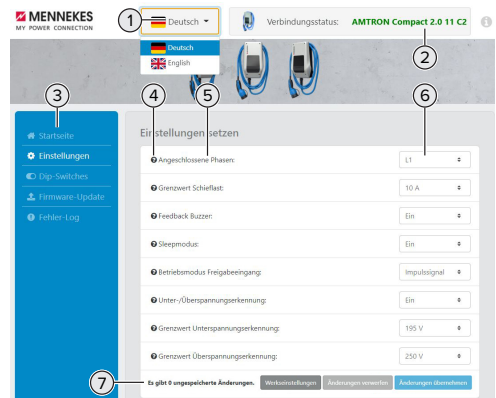 MENNEKES
MY POWER CONNECTION
1
Deutsch
Verbindungsstatus: AMTRON Compact 2.0 11 C2
Deutsch
English
2
3
4
5
6
Startseite
Einstellungen
Dip-Switches
Firmware-Update
Fehler-Log
Einstellungen setzen
Angeschlossene Phasen: L1
Grenzwert Schieflast: 10 A
Feedback Buzzer: Ein
Sleepmodus: Ein
Betriebsmodus Freigabeeingang: Impulssignal
Unter-/Überspannungserkennung: Ein
Grenzwert Unterspannungserkennung: 195 V
Grenzwert Überspannungserkennung: 250 V
7
Es gibt 0 ungespeicherte Änderungen. Werkseinstellungen Änderungen verwerfen Änderungen übernehmen